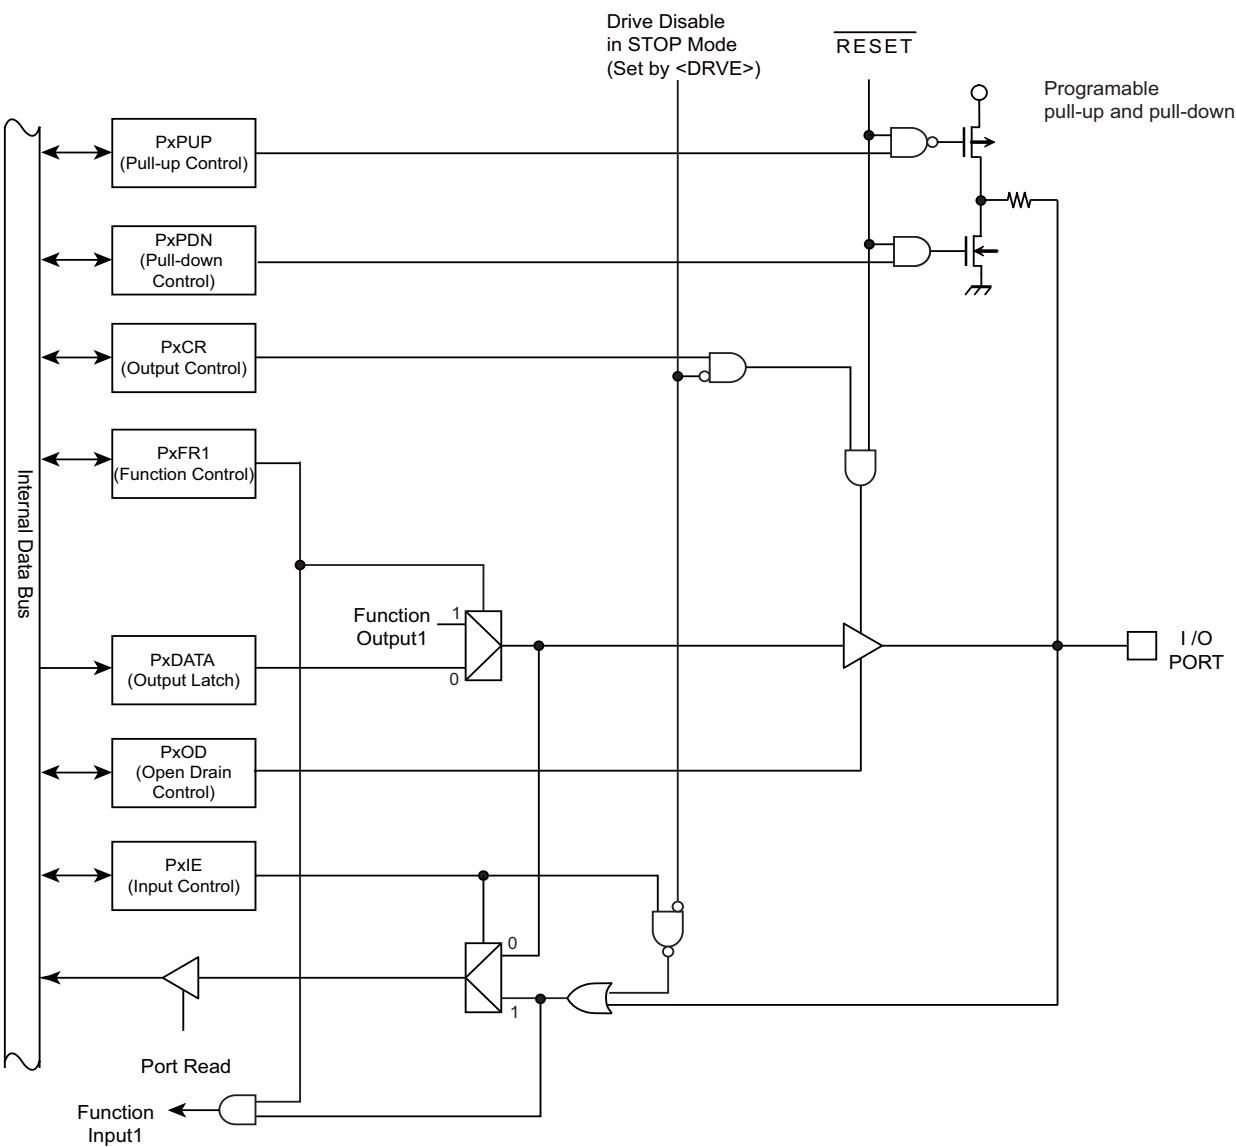 Drive Disable
in STOP Mode
(Set by <DRVE>)
RESET
Programable
pull-up and pull-down
PxPUP
(Pull-up Control)
PxPDN
(Pull-down
Control)
PxCR
(Output Control)
PxFR1
(Function Control)
Internal Data Bus
Function
Output1
1
0
PxDATA
(Output Latch)
I /O
PORT
PxOD
(Open Drain
Control)
PxIE
(Input Control)
0
1
Port Read
Function
Input1